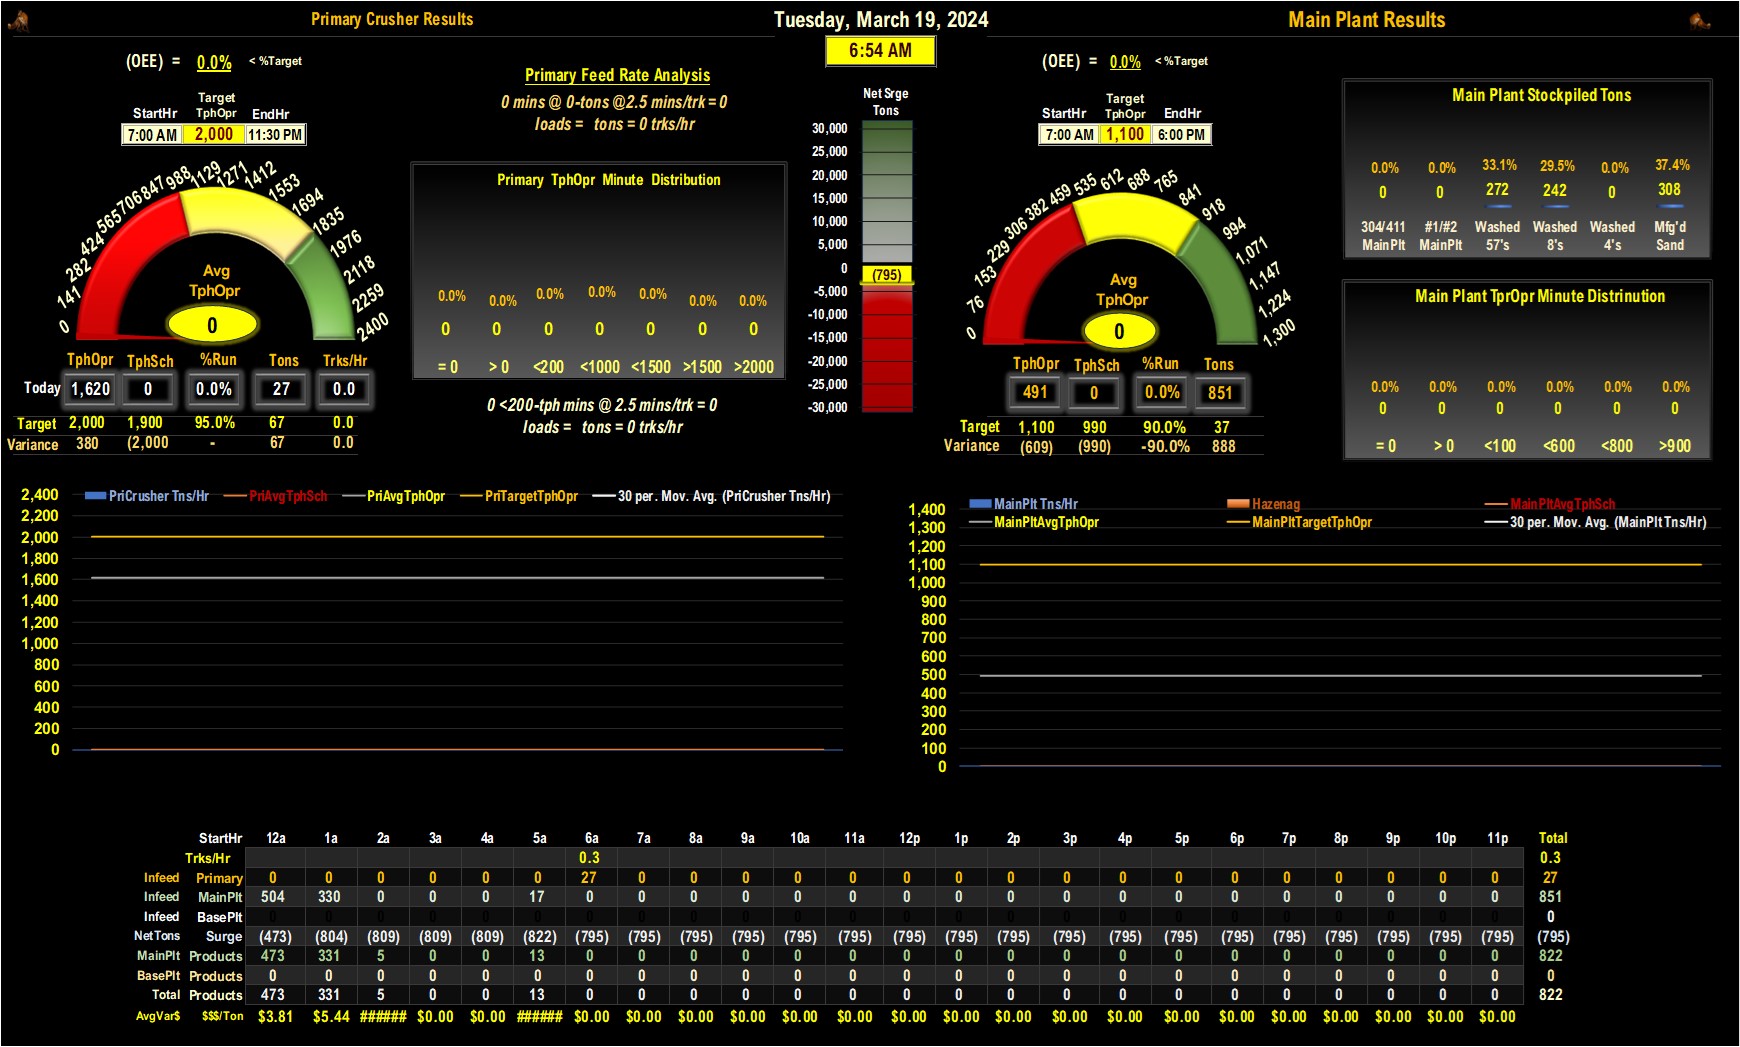 Primary Crusher Results
Tuesday, March 19, 2024
Main Plant Results
6:54 AM
(OEE) = 0.0% < %Target
Target
StartHr TphOpr EndHr
7:00 AM 2,000 11:30 PM
0 141 282 424 565 706 847 988 1129 1271 1412 1553 1694 1835 1976 2118 2259 2400
Avg
TphOpr
0
TphOpr TphSch %Run Tons Trks/Hr
Today 1,620 0 0.0% 27 0.0
Target 2,000 1,900 95.0% 67 0.0
Variance 380 (2,000 - 67 0.0
Primary Feed Rate Analysis
0 mins @ 0-tons @2.5 mins/trk = 0
loads = tons = 0 trks/hr
Primary TphOpr Minute Distribution
0.0% 0.0% 0.0% 0.0% 0.0% 0.0% 0.0%
0 0 0 0 0 0 0
= 0 > 0 <200 <1000 <1500 >1500 >2000
0 <200-tph mins @ 2.5 mins/trk = 0
loads = tons = 0 trks/hr
Net Srge
Tons
30,000
25,000
20,000
15,000
10,000
5,000
0
(795)
-5,000
-10,000
-15,000
-20,000
-25,000
-30,000
(OEE) = 0.0% < %Target
Target
StartHr TphOpr EndHr
7:00 AM 1,100 6:00 PM
0 76 153 229 306 382 459 535 612 688 765 841 918 994 1,071 1,147 1,224 1,300
Avg
TphOpr
0
TphOpr TphSch %Run Tons
491 0 0.0% 851
Target 1,100 990 90.0% 37
Variance (609) (990) -90.0% 888
Main Plant Stockpiled Tons
0.0% 0.0% 33.1% 29.5% 0.0% 37.4%
0 0 272 242 0 308
304/411 #1/#2 Washed Washed Washed Mfg'd
MainPlt MainPlt 57's 8's 4's Sand
Main Plant TprOpr Minute Distrinution
0.0% 0.0% 0.0% 0.0% 0.0% 0.0%
0 0 0 0 0 0
= 0 > 0 <100 <600 <800 >900
PriCrusher Tns/Hr PriAvgTphSch PriAvgTphOpr PriTargetTphOpr 30 per. Mov. Avg. (PriCrusher Tns/Hr)
2,400
2,200
2,000
1,800
1,600
1,400
1,200
1,000
800
600
400
200
0
MainPlt Tns/Hr Hazenag MainPltAvgTphSch
MainPltAvgTphOpr MainPltTargetTphOpr 30 per. Mov. Avg. (MainPlt Tns/Hr)
1,400
1,300
1,200
1,100
1,000
900
800
700
600
500
400
300
200
100
0
StartHr 12a 1a 2a 3a 4a 5a 6a 7a 8a 9a 10a 11a 12p 1p 2p 3p 4p 5p 6p 7p 8p 9p 10p 11p Total
Trks/Hr 0.3 0.3
Infeed Primary 0 0 0 0 0 0 27 0 0 0 0 0 0 0 0 0 0 0 0 0 0 0 0 0 27
Infeed MainPlt 504 330 0 0 0 17 0 0 0 0 0 0 0 0 0 0 0 0 0 0 0 0 0 0 851
Infeed BasePlt 0 0 0 0 0 0 0 0 0 0 0 0 0 0 0 0 0 0 0 0 0 0 0 0 0
NetTons Surge (473) (804) (809) (809) (809) (822) (795) (795) (795) (795) (795) (795) (795) (795) (795) (795) (795) (795) (795) (795) (795) (795) (795) (795) (795)
MainPlt Products 473 331 5 0 0 13 0 0 0 0 0 0 0 0 0 0 0 0 0 0 0 0 0 0 822
BasePlt Products 0 0 0 0 0 0 0 0 0 0 0 0 0 0 0 0 0 0 0 0 0 0 0 0 0
Total Products 473 331 5 0 0 13 0 0 0 0 0 0 0 0 0 0 0 0 0 0 0 0 0 0 822
AvgVar$ $$$/Ton $3.81 $5.44 ###### $0.00 $0.00 ###### $0.00 $0.00 $0.00 $0.00 $0.00 $0.00 $0.00 $0.00 $0.00 $0.00 $0.00 $0.00 $0.00 $0.00 $0.00 $0.00 $0.00 $0.00